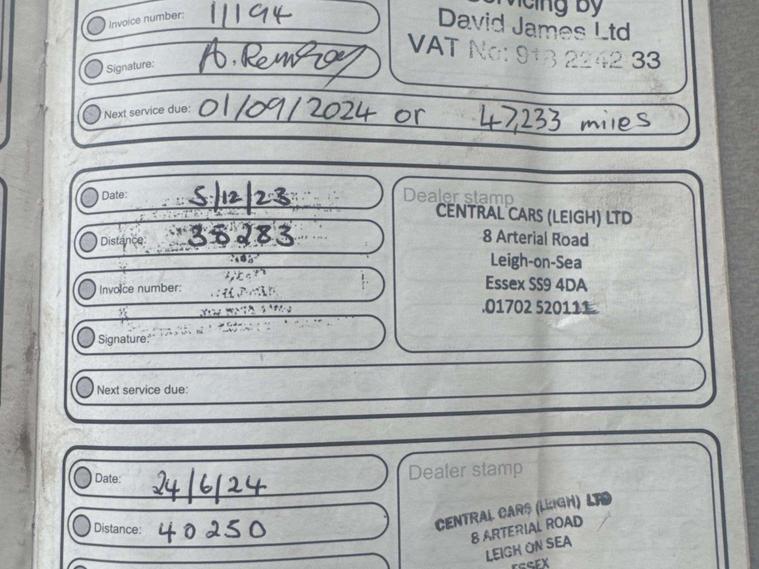 Servicing by
David James Ltd
VAT No: 913 2242 33
Invoice number: 11194
Signature:
Next service due: 01/09/2024 or 47,233 miles
Date: 5/12/23
Distance: 38283
Invoice number:
Signature:
Next service due:
Dealer stamp
CENTRAL CARS (LEIGH) LTD
8 Arterial Road
Leigh-on-Sea
Essex SS9 4DA
.01702 520111
Date: 24/6/24
Distance: 40250
Dealer stamp
CENTRAL CARS (LEIGH) LTD
8 ARTERIAL ROAD
LEIGH ON SEA
ESSEX